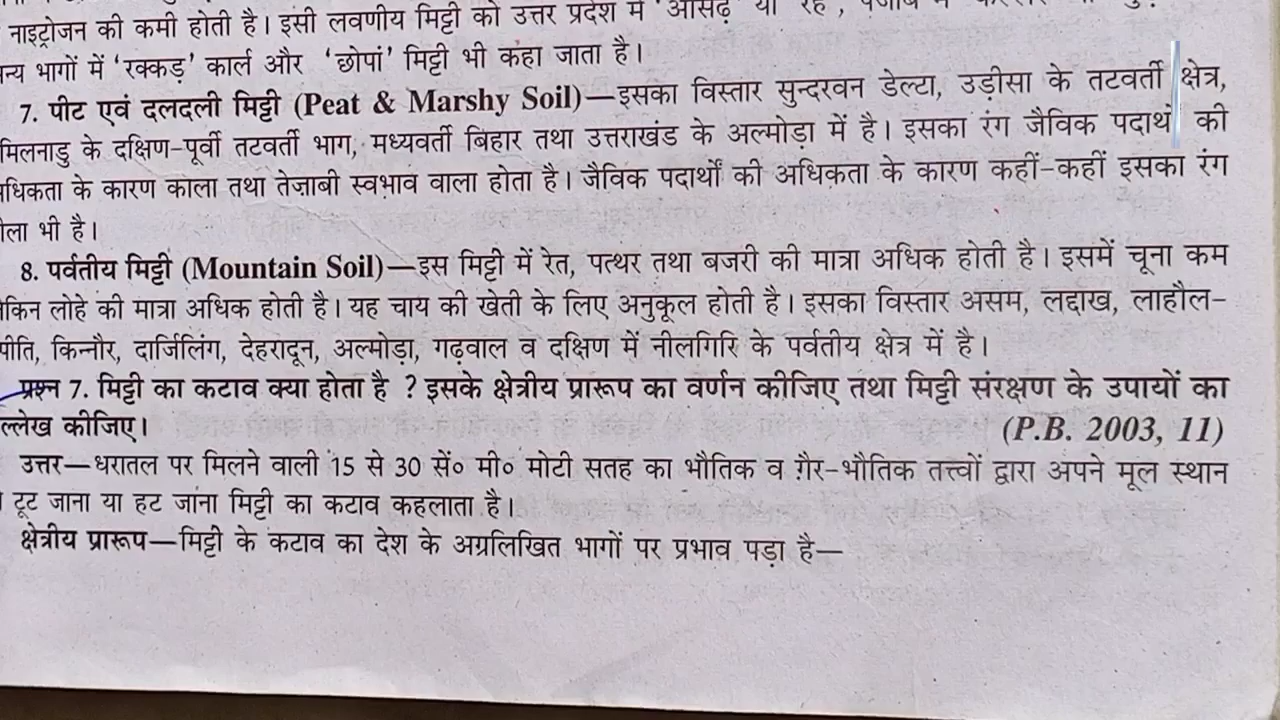 नाइट्रोजन की कमी होती है। इसी लवणीय मिट्टी को उत्तर प्रदेश में
भागों में ‘रक्कड़’ कार्ल और ‘छोपां’ मिट्टी भी कहा जाता है।
7. पीट एवं दलदली मिट्टी (Peat & Marshy Soil)—इसका विस्तार सुन्दरवन डेल्टा, उड़ीसा के तटवर्ती क्षेत्र,
मिलनाडु के दक्षिण-पूर्वी तटवर्ती भाग, मध्यवर्ती बिहार तथा उत्तराखंड के अल्मोड़ा में है। इसका रंग जैविक की
धिकता के कारण काला तथा तेजाबी स्वभाव वाला होता है। जैविक पदार्थों की अधिकता के कारण कहीं-कहीं इसका रंग
ला भी है।
8. पर्वतीय मिट्टी (Mountain Soil)—इस मिट्टी में रेत, पत्थर तथा बजरी की मात्रा अधिक होती है। इसमें चूना कम
किन लोहे की मात्रा अधिक होती है। यह चाय की खेती के लिए अनुकूल होती है। इसका विस्तार असम, लद्दाख, लाहौल-
पीति, किन्नौर, दार्जिलिंग, देहरादून, अल्मोड़ा, गढ़वाल व दक्षिण में नीलगिरि के पर्वतीय क्षेत्र में है।
प्रश्न 7. मिट्टी का कटाव क्या होता है ? इसके क्षेत्रीय प्रारूप का वर्णन कीजिए तथा मिट्टी संरक्षण के उपायों का
ल्लेख कीजिए।
(P.B. 2003, 11)
उत्तर—धरातल पर मिलने वाली 15 से 30 सें० मी० मोटी सतह का भौतिक व ग़ैर-भौतिक तत्त्वों द्वारा अपने मूल स्थान
टूट जाना या हट जांना मिट्टी का कटाव कहलाता है।
क्षेत्रीय प्रारूप—मिट्टी के कटाव का देश के अग्रलिखित भागों पर प्रभाव पड़ा है—